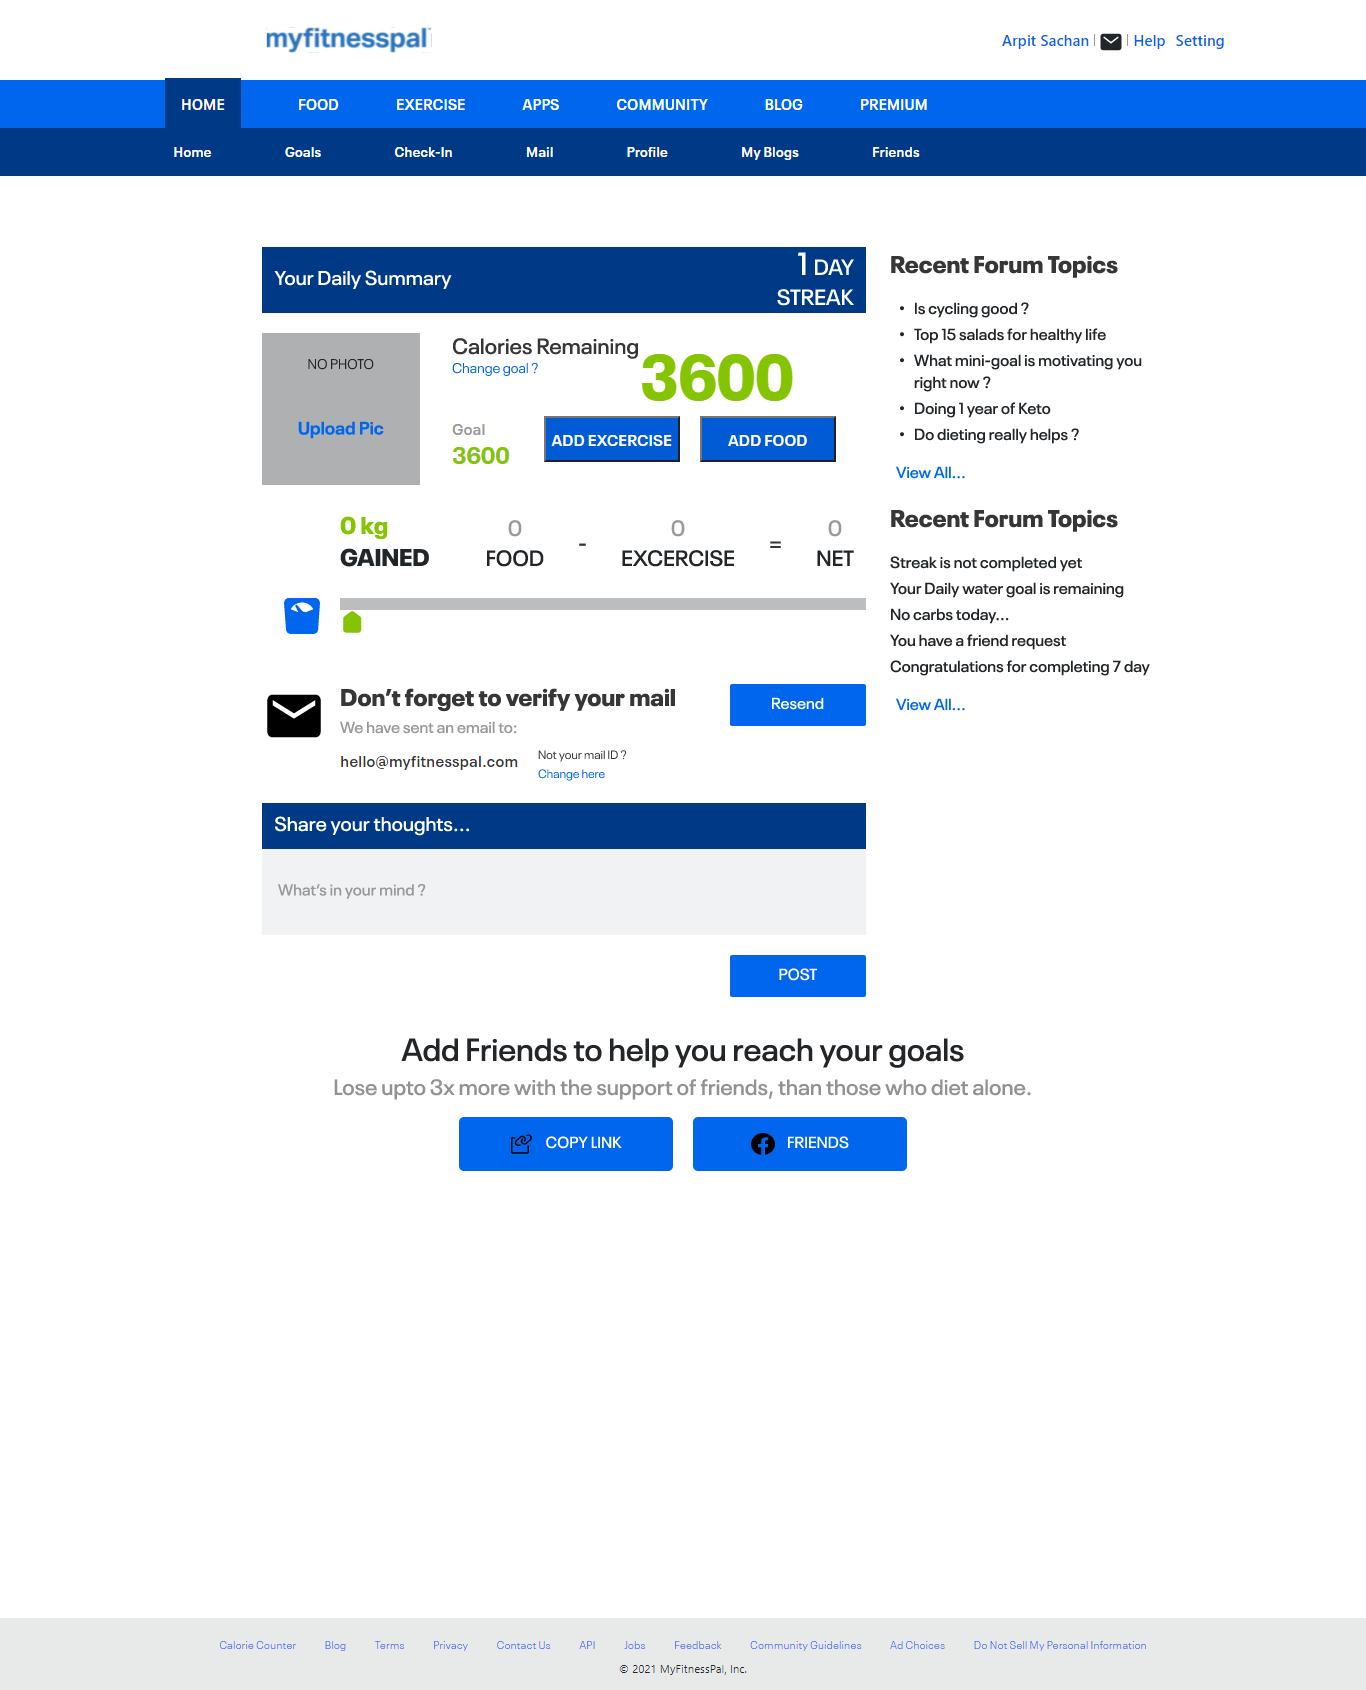 myfitnesspal
Arpit Sachan | | Help Setting
HOME FOOD EXERCISE APPS COMMUNITY BLOG PREMIUM
Home Goals Check-In Mail Profile My Blogs Friends
Your Daily Summary
1 DAY
STREAK
NO PHOTO
Upload Pic
Calories Remaining
Change goal ?
3600
Goal
3600
ADD EXCERCISE
ADD FOOD
0 kg
GAINED
0
FOOD
-
0
EXCERCISE
=
0
NET
Don't forget to verify your mail
We have sent an email to:
hello@myfitnesspal.com
Not your mail ID ?
Change here
Resend
Share your thoughts...
What's in your mind ?
POST
Recent Forum Topics
• Is cycling good ?
• Top 15 salads for healthy life
• What mini-goal is motivating you
right now ?
• Doing 1 year of Keto
• Do dieting really helps ?
View All...
Recent Forum Topics
Streak is not completed yet
Your Daily water goal is remaining
No carbs today...
You have a friend request
Congratulations for completing 7 day
View All...
Add Friends to help you reach your goals
Lose upto 3x more with the support of friends, than those who diet alone.
COPY LINK
FRIENDS
Calorie Counter Blog Terms Privacy Contact Us API Jobs Feedback Community Guidelines Ad Choices Do Not Sell My Personal Information
© 2021 MyFitnessPal, Inc.